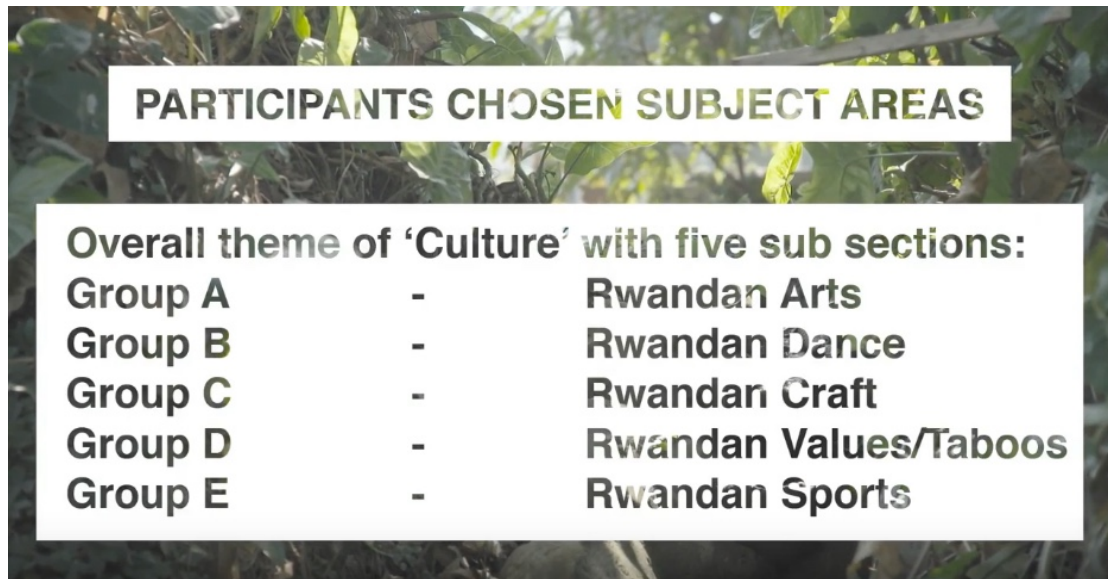 PARTICIPANTS CHOSEN SUBJECT AREAS
Overall theme of ‘Culture’ with five sub sections:
Group A - Rwandan Arts
Group B - Rwandan Dance
Group C - Rwandan Craft
Group D - Rwandan Values/Taboos
Group E - Rwandan Sports